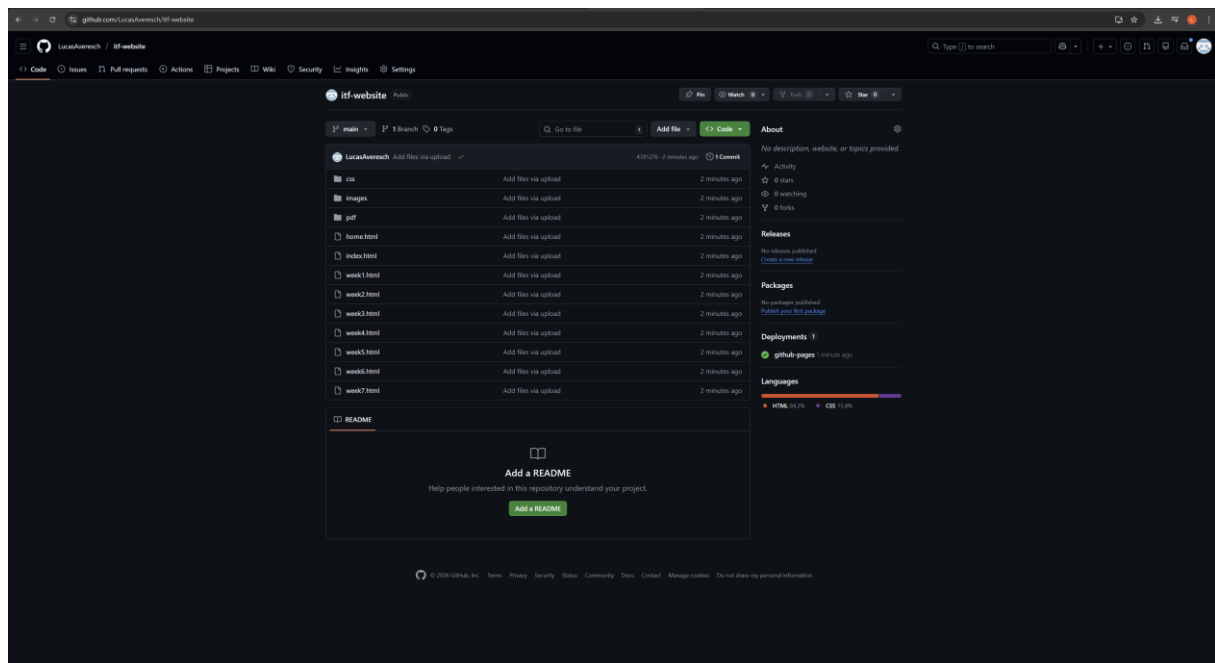 github.com/LucasAveresch/itf-website
LucasAveresch / itf-website
Type / to search
Code Issues Pull requests Actions Projects Wiki Security Insights Settings
itf-website Public
Pin Watch 0 Fork 0 Star 0
main 1 Branch 0 Tags Go to file t Add file Code
LucasAveresch Add files via upload 4781276 · 2 minutes ago 1 Commit
css Add files via upload 2 minutes ago
images Add files via upload 2 minutes ago
pdf Add files via upload 2 minutes ago
home.html Add files via upload 2 minutes ago
index.html Add files via upload 2 minutes ago
week1.html Add files via upload 2 minutes ago
week2.html Add files via upload 2 minutes ago
week3.html Add files via upload 2 minutes ago
week4.html Add files via upload 2 minutes ago
week5.html Add files via upload 2 minutes ago
week6.html Add files via upload 2 minutes ago
week7.html Add files via upload 2 minutes ago
README
Add a README
Help people interested in this repository understand your project.
Add a README
About
No description, website, or topics provided.
Activity
0 stars
0 watching
0 forks
Releases
No releases published
Create a new release
Packages
No packages published
Publish your first package
Deployments 1
github-pages 1 minute ago
Languages
HTML CSS
© 2026 GitHub, Inc. Terms Privacy Security Status Community Docs Contact Manage cookies Do not share my personal information